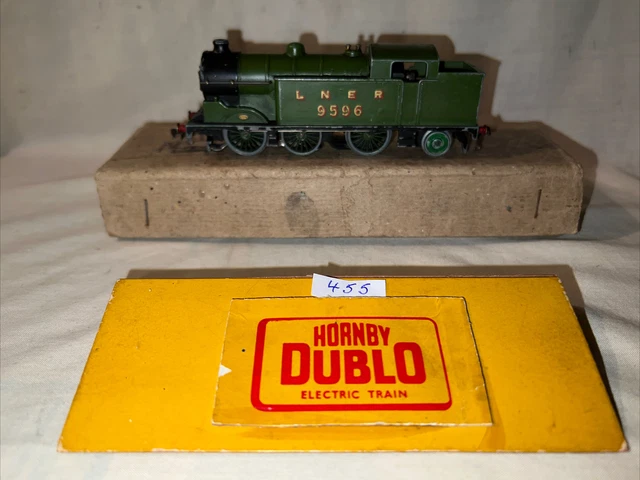 L N E R
9596
455
HORNBY
DUBLO
ELECTRIC TRAIN